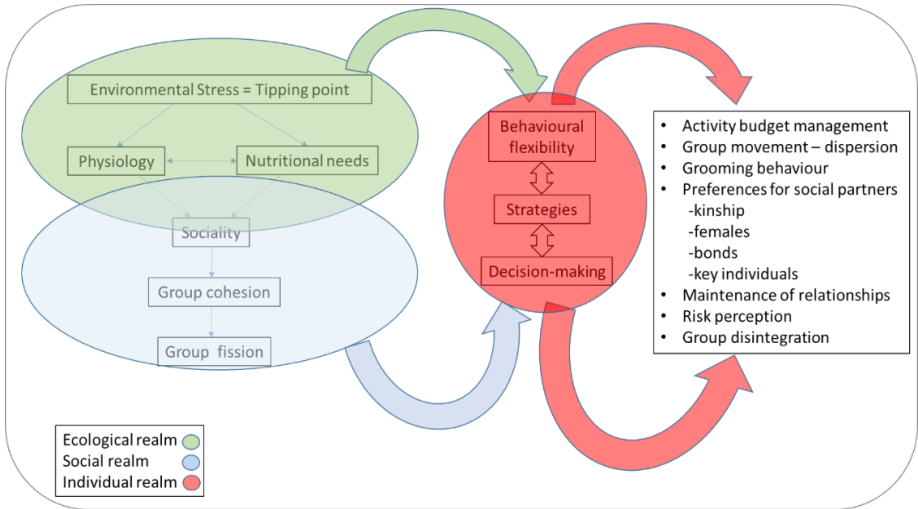 Environmental Stress = Tipping point
Physiology
Nutritional needs
Sociality
Group cohesion
Group fission
Behavioural
flexibility
Strategies
Decision-making
• Activity budget management
• Group movement – dispersion
• Grooming behaviour
• Preferences for social partners
-kinship
-females
-bonds
-key individuals
• Maintenance of relationships
• Risk perception
• Group disintegration
Ecological realm
Social realm
Individual realm